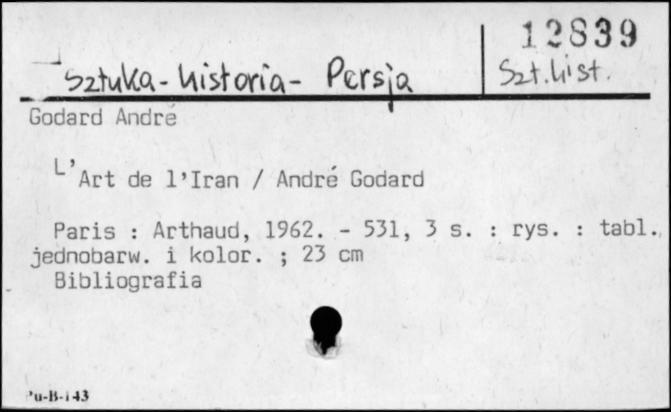 12839
Sztuka - historia - Persja
Szt. hist.
Godard André
L'Art de l'Iran / André Godard
Paris : Arthaud, 1962. - 531, 3 s. : rys. : tabl.
jednobarw. i kolor. ; 23 cm
Bibliografia
Pu-B-143